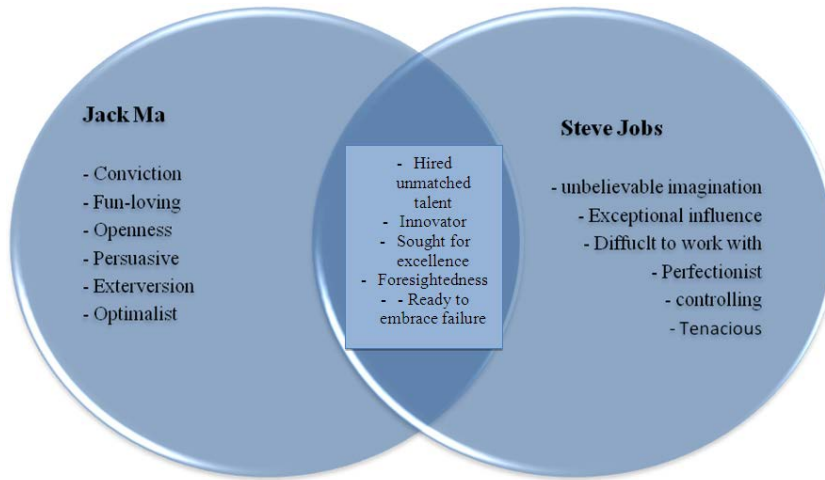 Jack Ma
- Conviction
- Fun-loving
- Openness
- Persuasive
- Exterversion
- Optimalist
- Hired
unmatched
talent
- Innovator
- Sought for
excellence
- Foresightedness
- - Ready to
embrace failure
Steve Jobs
- unbelievable imagination
- Exceptional influence
- Diffuclt to work with
- Perfectionist
- controlling
- Tenacious